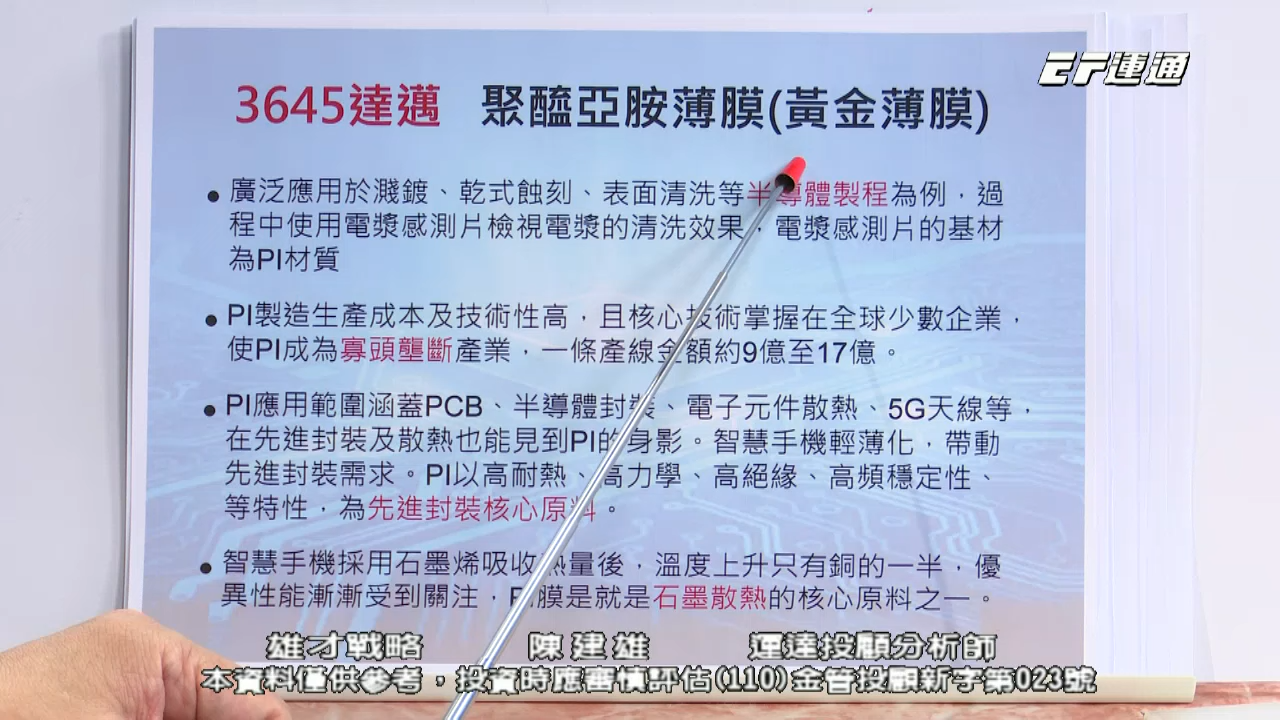 EF運通
3645達邁 聚醯亞胺薄膜(黃金薄膜)
• 廣泛應用於濺鍍、乾式蝕刻、表面清洗等半導體製程為例，過
程中使用電漿感測片檢視電漿的清洗效果，電漿感測片的基材
為PI材質
• PI製造生產成本及技術性高，且核心技術掌握在全球少數企業，
使PI成為寡頭壟斷產業，一條產線金額約9億至17億。
• PI應用範圍涵蓋PCB、半導體封裝、電子元件散熱、5G天線等，
在先進封裝及散熱也能見到PI的身影。智慧手機輕薄化，帶動
先進封裝需求。PI以高耐熱、高力學、高絕緣、高頻穩定性、
等特性，為先進封裝核心原料。
• 智慧手機採用石墨烯吸收熱量後，溫度上升只有銅的一半，優
異性能漸漸受到關注，PI膜是就是石墨散熱的核心原料之一。
雄才戰略 陳建雄 運達投顧分析師
本資料僅供參考，投資時應審慎評估(110)金管投顧新字第023號